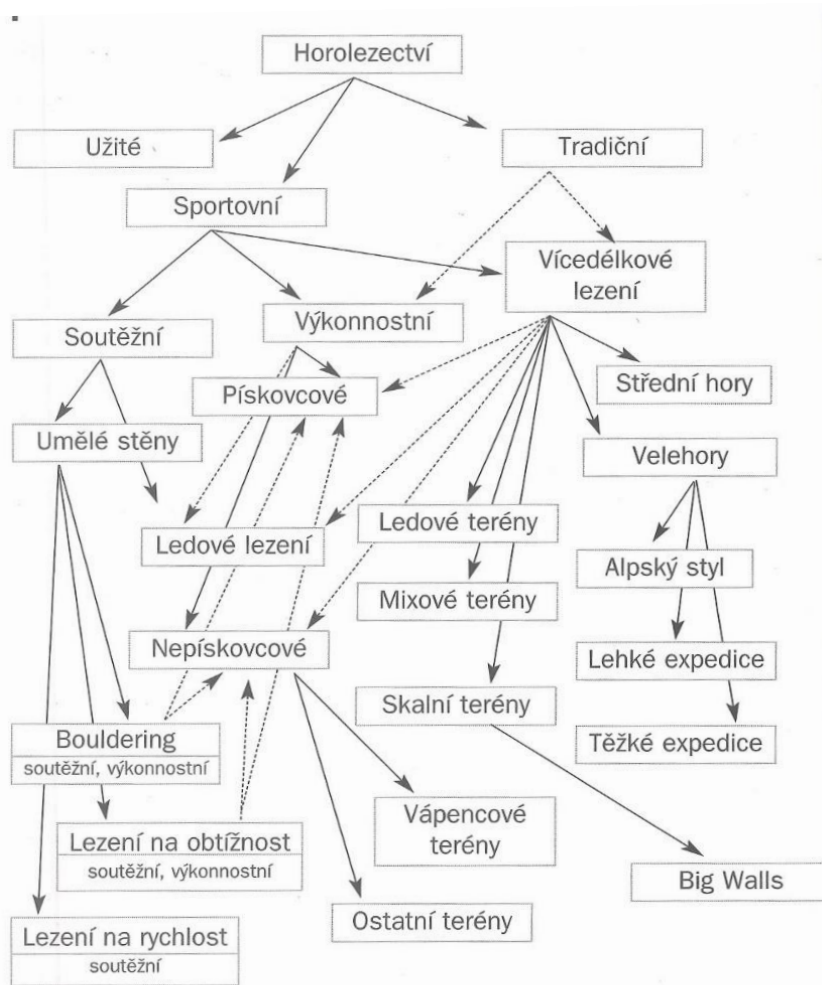 Horolezectví
Užité
Tradiční
Sportovní
Vícedélkové
lezení
Soutěžní
Výkonnostní
Pískovcové
Střední hory
Umělé stěny
Velehory
Ledové lezení
Ledové terény
Alpský styl
Mixové terény
Nepískovcové
Lehké expedice
Skalní terény
Bouldering
soutěžní, výkonnostní
Těžké expedice
Vápencové
terény
Lezení na obtížnost
soutěžní, výkonnostní
Big Walls
Ostatní terény
Lezení na rychlost
soutěžní